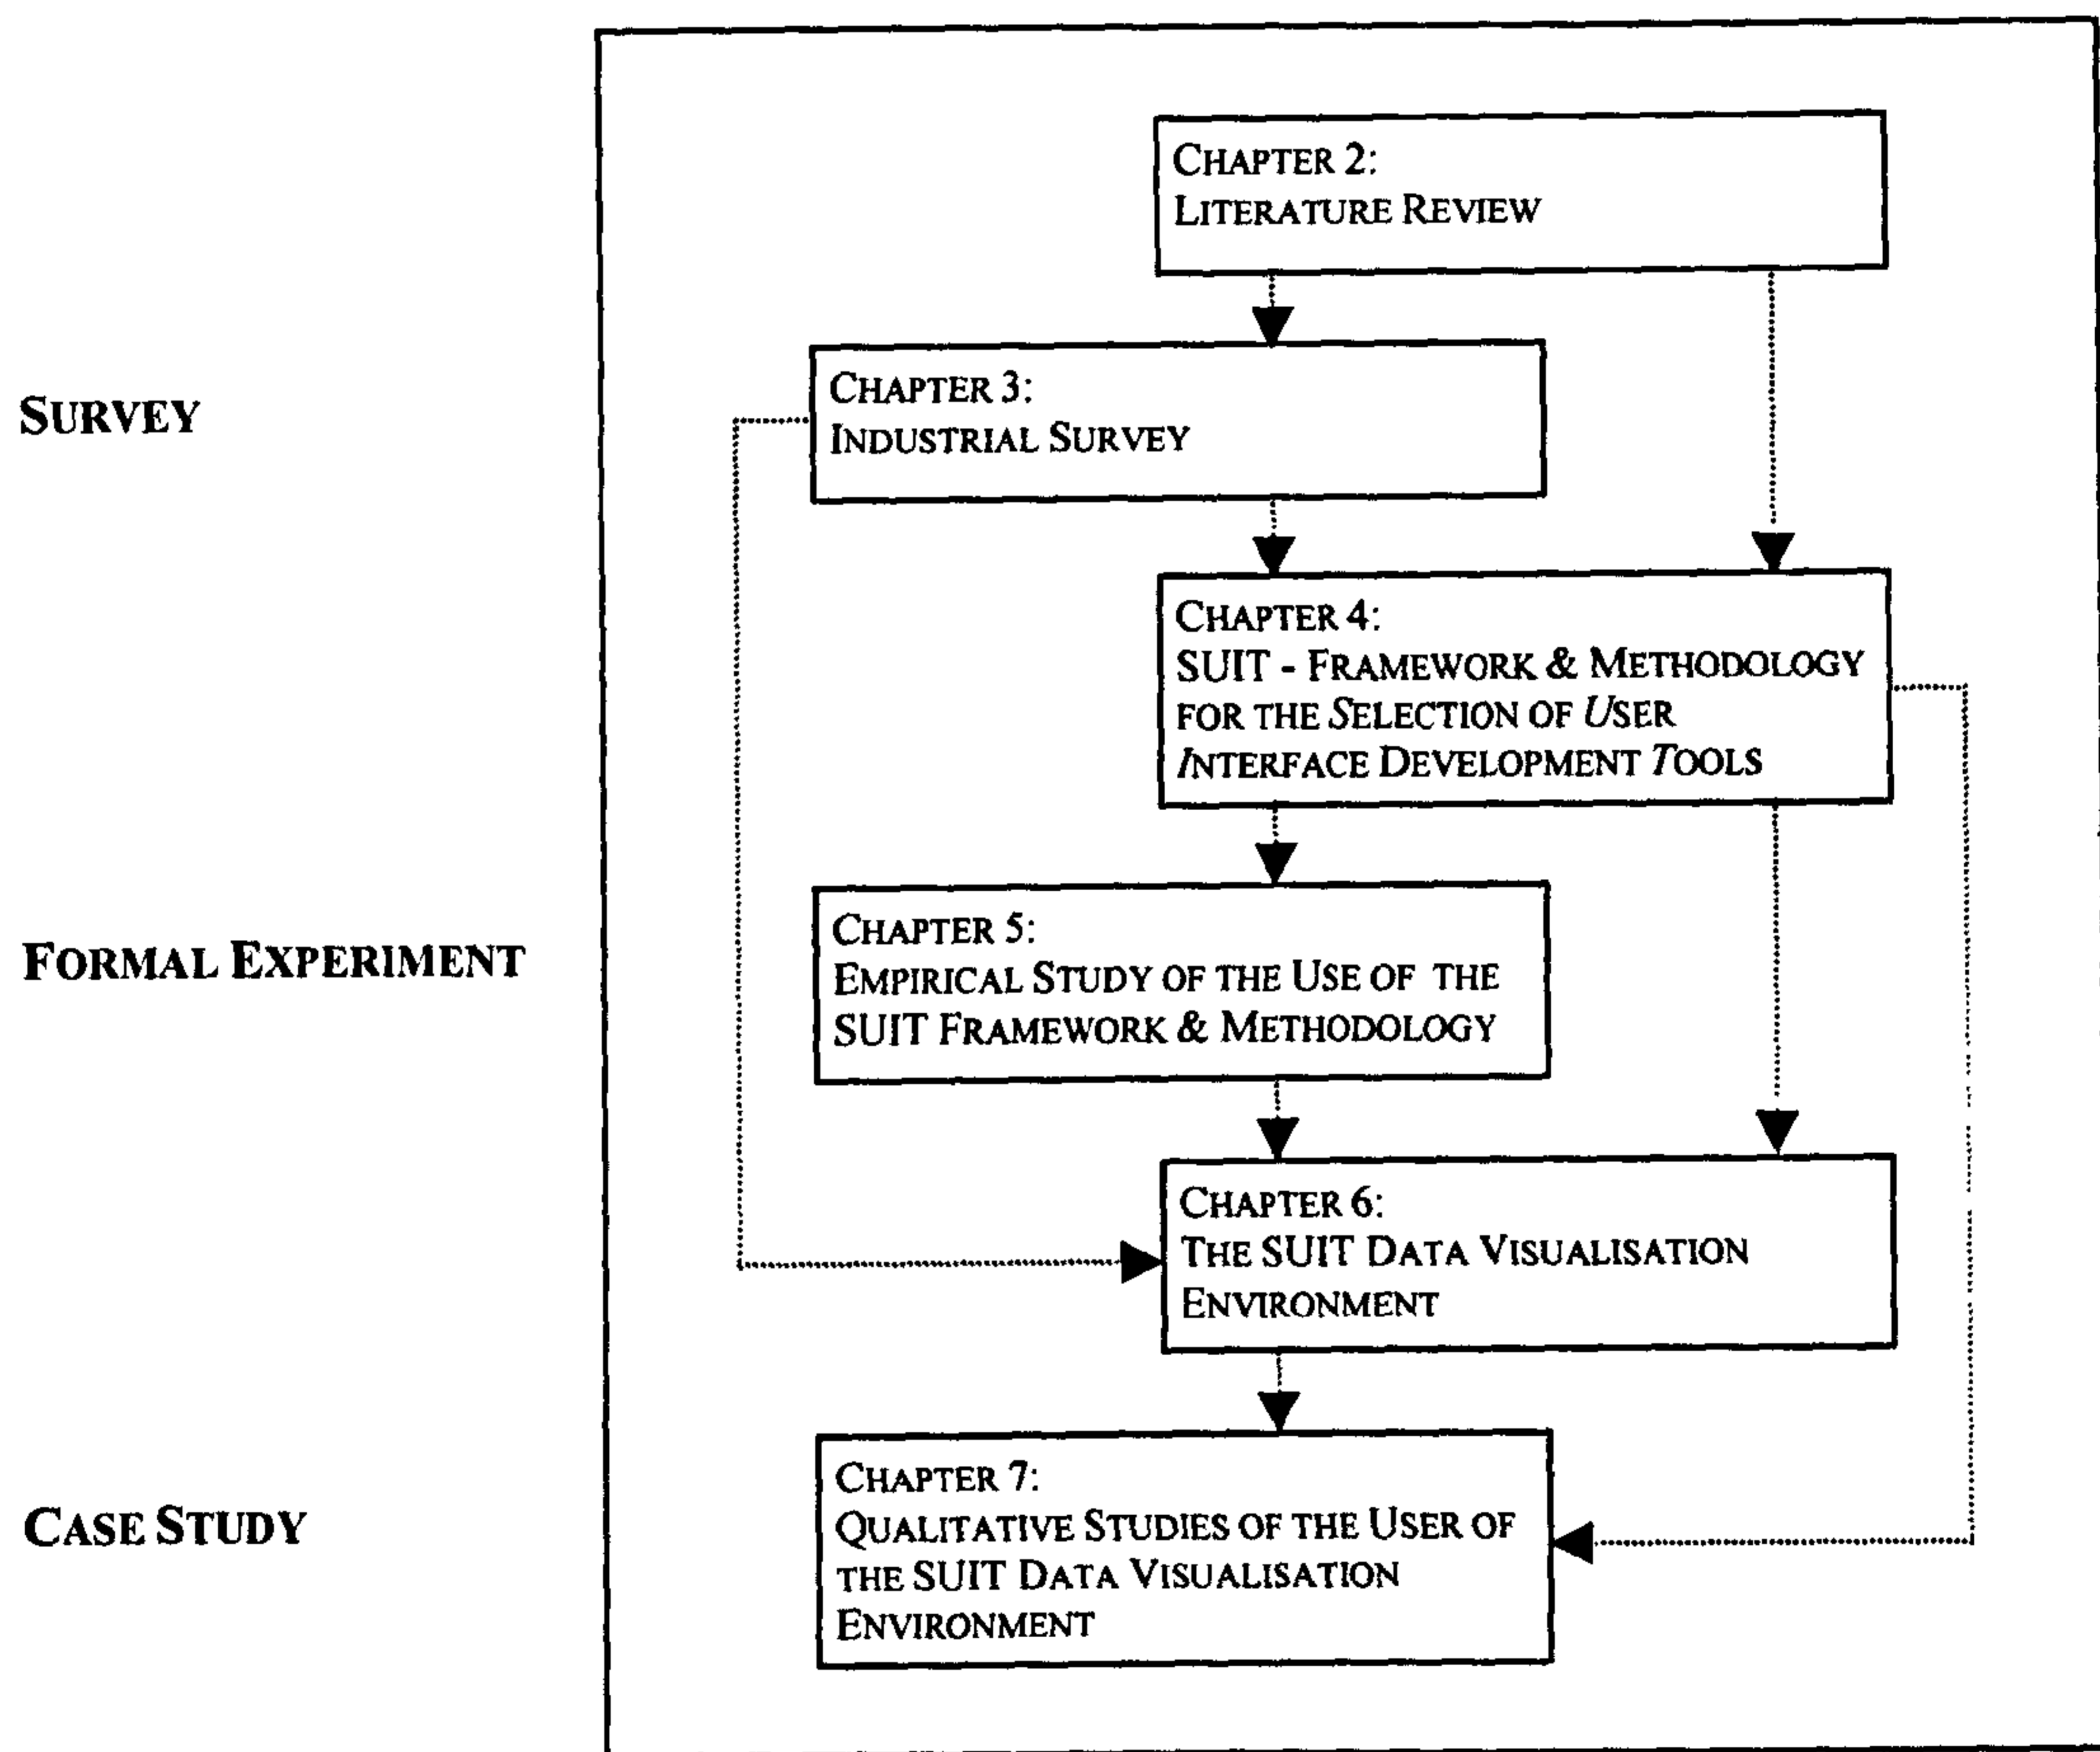 CHAPTER 2:
LITERATURE REVIEW
SURVEY
CHAPTER 3:
INDUSTRIAL SURVEY
CHAPTER 4:
SUIT - FRAMEWORK & METHODOLOGY
FOR THE SELECTION OF USER
INTERFACE DEVELOPMENT TOOLS
FORMAL EXPERIMENT
CHAPTER 5:
EMPIRICAL STUDY OF THE USE OF THE
SUIT FRAMEWORK & METHODOLOGY
CHAPTER 6:
THE SUIT DATA VISUALISATION
ENVIRONMENT
CASE STUDY
CHAPTER 7:
QUALITATIVE STUDIES OF THE USER OF
THE SUIT DATA VISUALISATION
ENVIRONMENT